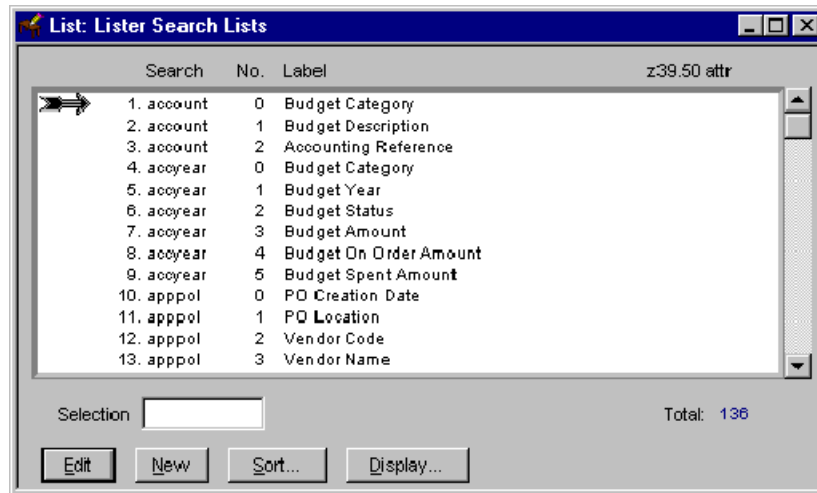 List: Lister Search Lists
Search No. Label z39.50 attr
1. account 0 Budget Category
2. account 1 Budget Description
3. account 2 Accounting Reference
4. accyear 0 Budget Category
5. accyear 1 Budget Year
6. accyear 2 Budget Status
7. accyear 3 Budget Amount
8. accyear 4 Budget On Order Amount
9. accyear 5 Budget Spent Amount
10. apppol 0 PO Creation Date
11. apppol 1 PO Location
12. apppol 2 Vendor Code
13. apppol 3 Vendor Name
Selection Total: 136
Edit New Sort... Display...